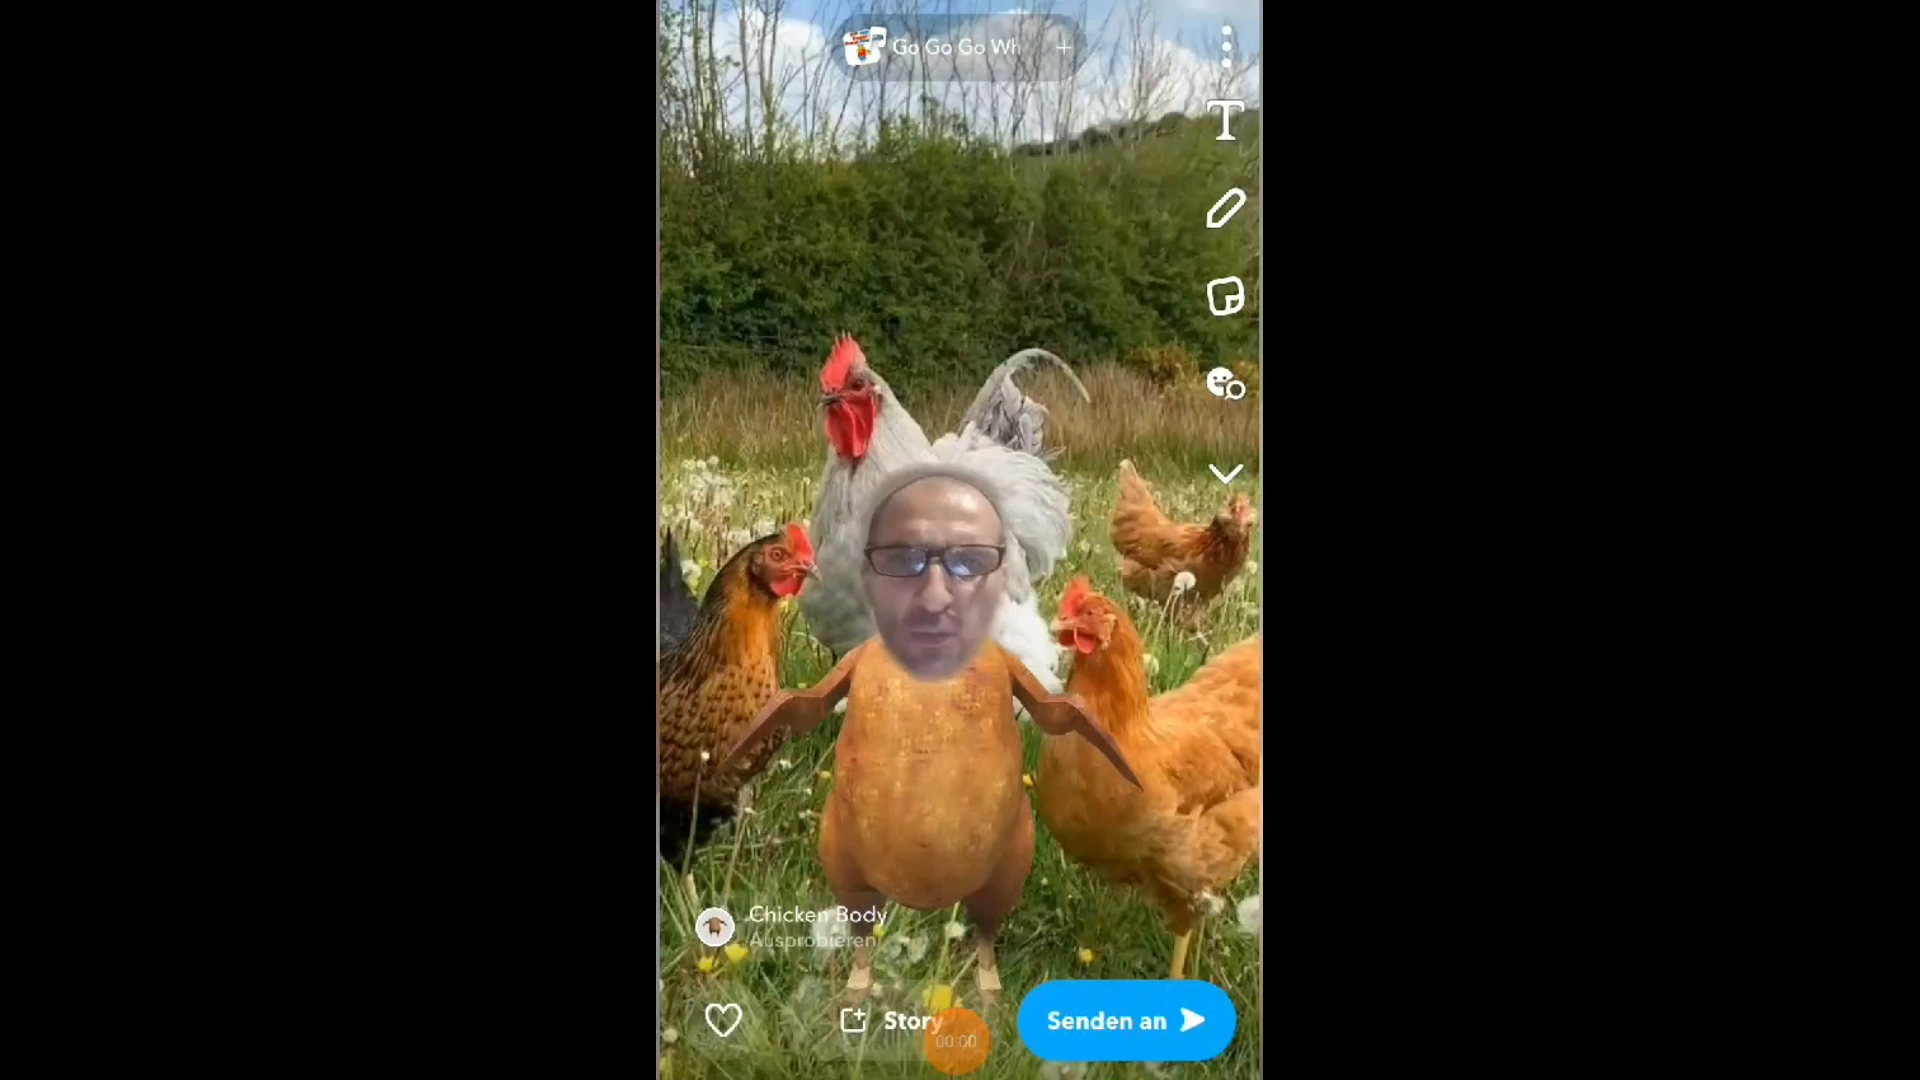 Go Go Go Wh
T
Chicken Body
Ausprobieren
Story
00:00
Senden an